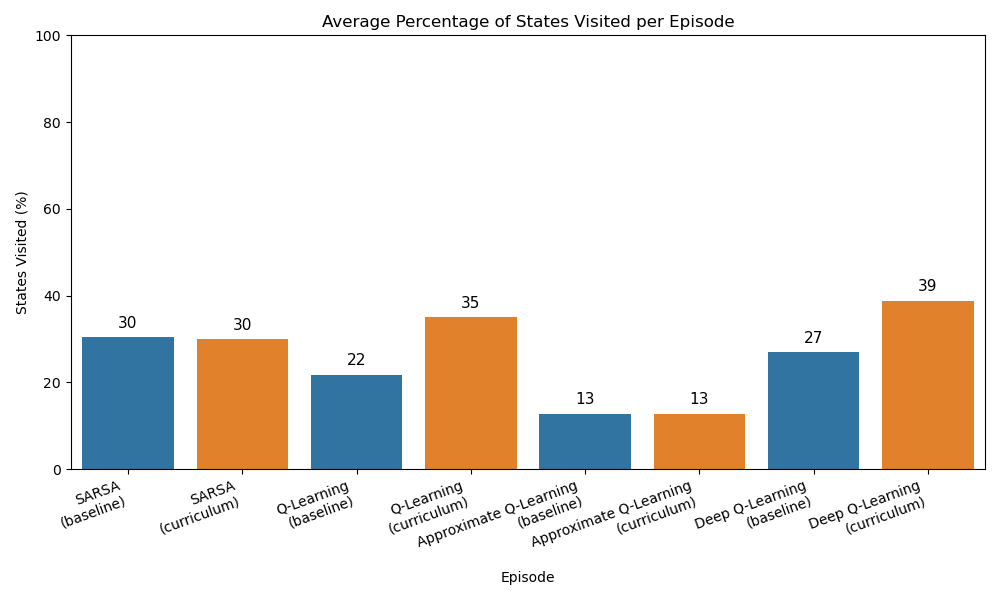 Average Percentage of States Visited per Episode
States Visited (%)
100
80
60
40
20
0
30
30
22
35
13
13
27
39
SARSA
(baseline)
SARSA
(curriculum)
Q-Learning
(baseline)
Q-Learning
(curriculum)
Approximate Q-Learning
(baseline)
Approximate Q-Learning
(curriculum)
Deep Q-Learning
(baseline)
Deep Q-Learning
(curriculum)
Episode